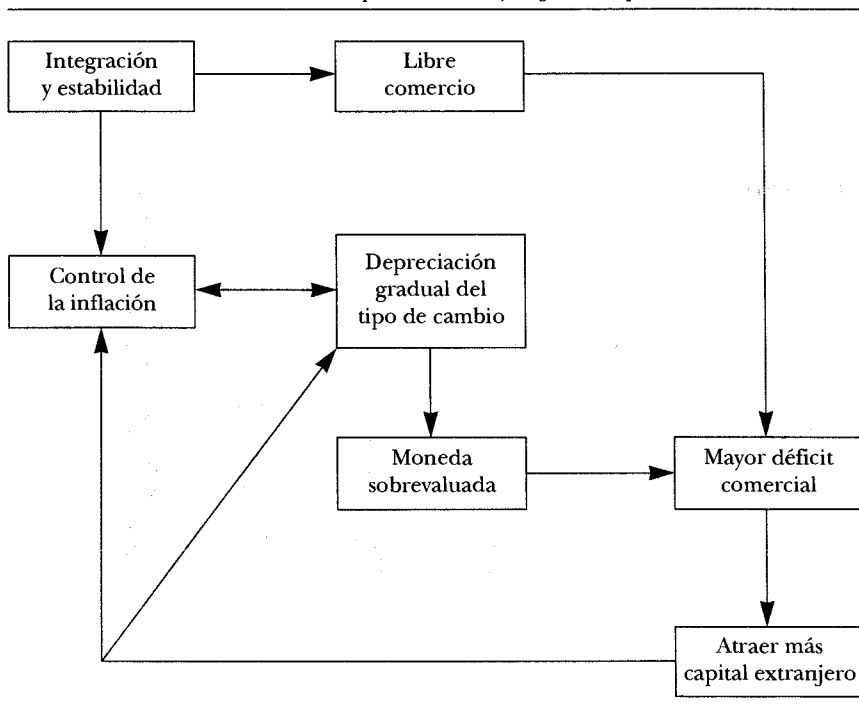 Integración
y estabilidad
Libre
comercio
Control de
la inflación
Depreciación
gradual del
tipo de cambio
Moneda
sobrevaluada
Mayor déficit
comercial
Atraer más
capital extranjero